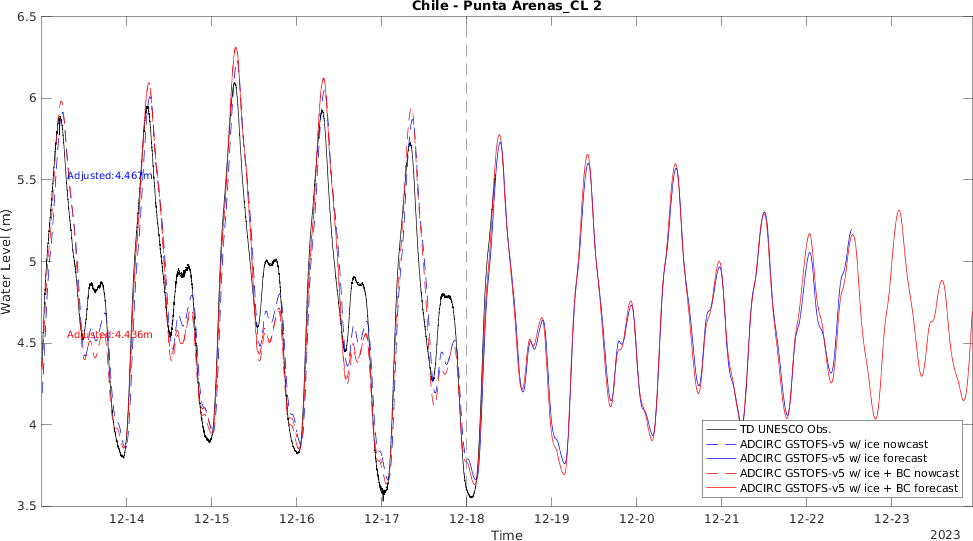 Chile - Punta Arenas_CL 2
Water Level (m)
6.5
6
5.5
5
4.5
4
3.5
Adjusted:4.467m
Adjusted:4.436m
TD UNESCO Obs.
ADCIRC GSTOFS-v5 w/ ice nowcast
ADCIRC GSTOFS-v5 w/ ice forecast
ADCIRC GSTOFS-v5 w/ ice + BC nowcast
ADCIRC GSTOFS-v5 w/ ice + BC forecast
12-14
12-15
12-16
12-17
12-18
12-19
12-20
12-21
12-22
12-23
Time
2023